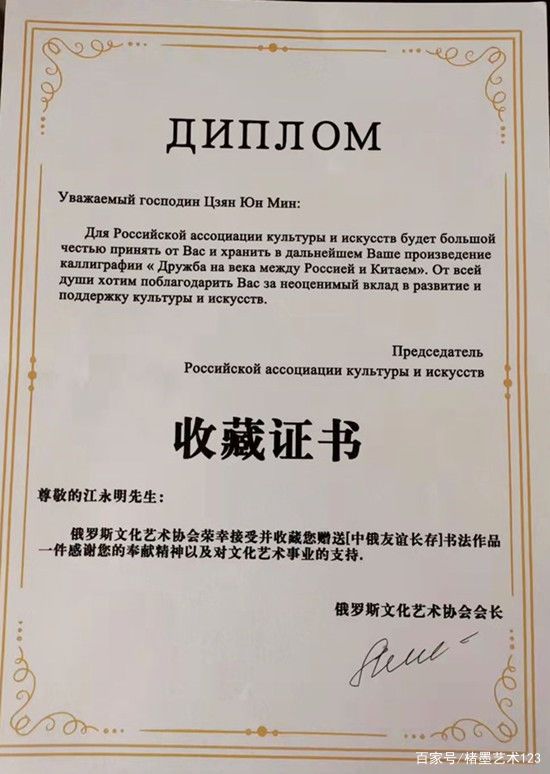 ДИПЛОМ
Уважаемый господин Цзян Юн Мин:
Для Российской ассоциации культуры и искусств будет большой
честью принять от Вас и хранить в дальнейшем Ваше произведение
каллиграфии « Дружба на века между Россией и Китаем». От всей
души хотим поблагодарить Вас за неоценимый вклад в развитие и
поддержку культуры и искусств.
Председатель
Российской ассоциации культуры и искусств
收藏证书
尊敬的江永明先生：
俄罗斯文化艺术协会荣幸接受并收藏您赠送[中俄友谊长存]书法作品
一件感谢您的奉献精神以及对文化艺术事业的支持.
俄罗斯文化艺术协会会长
百家号/楮墨艺术123